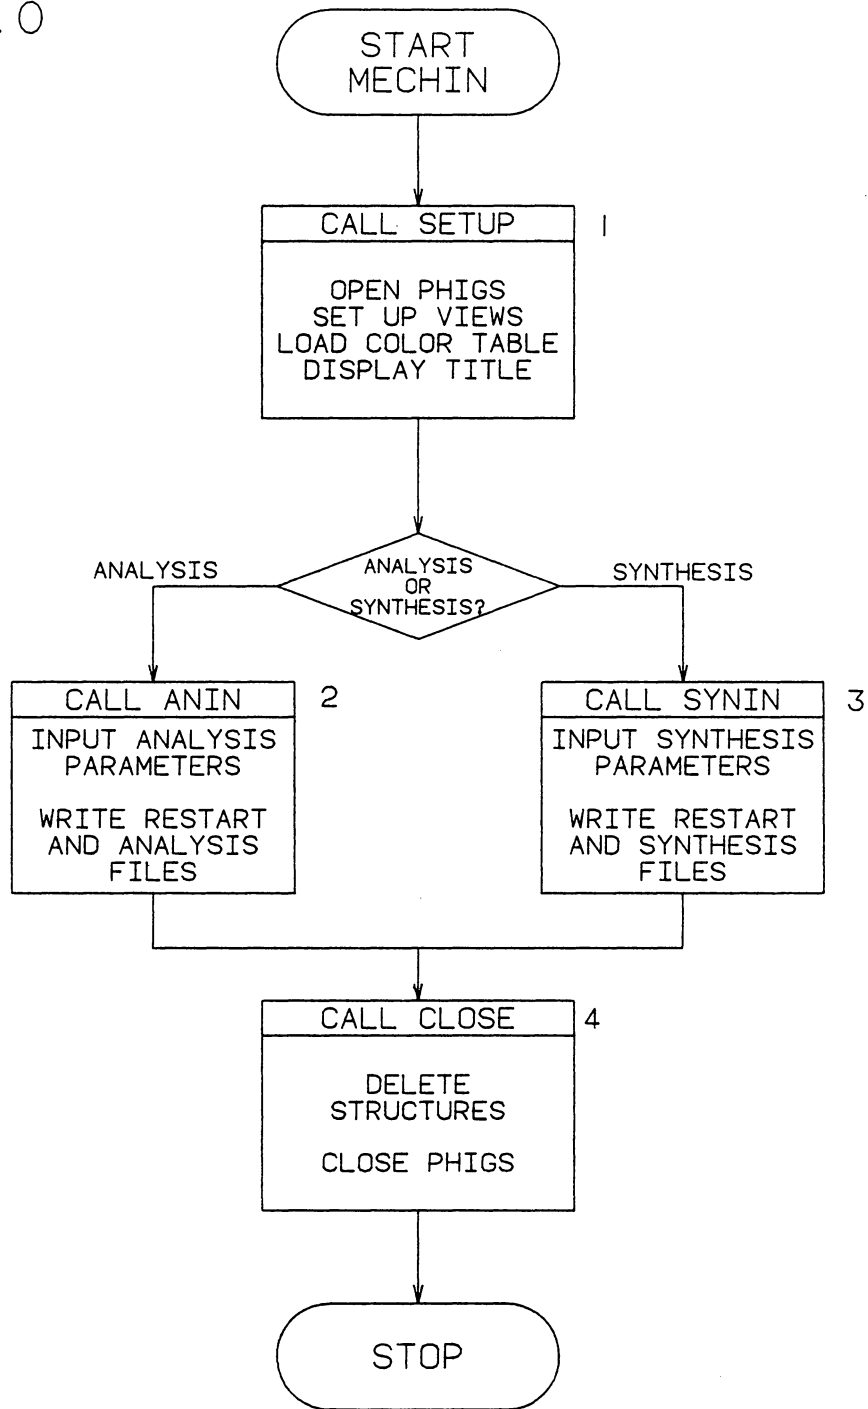 . 0
START
MECHIN
CALL SETUP
1
OPEN PHIGS
SET UP VIEWS
LOAD COLOR TABLE
DISPLAY TITLE
ANALYSIS
ANALYSIS
OR
SYNTHESIS?
SYNTHESIS
CALL ANIN
2
INPUT ANALYSIS
PARAMETERS
WRITE RESTART
AND ANALYSIS
FILES
CALL SYNIN
3
INPUT SYNTHESIS
PARAMETERS
WRITE RESTART
AND SYNTHESIS
FILES
CALL CLOSE
4
DELETE
STRUCTURES
CLOSE PHIGS
STOP